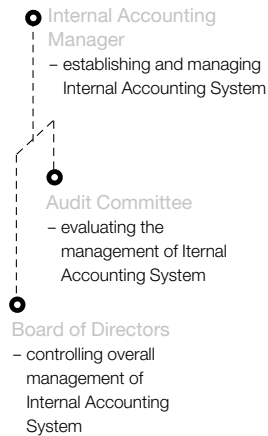 Internal Accounting
Manager
– establishing and managing
Internal Accounting System
Audit Committee
– evaluating the
management of Iternal
Accounting System
Board of Directors
– controlling overall
management of
Internal Accounting
System